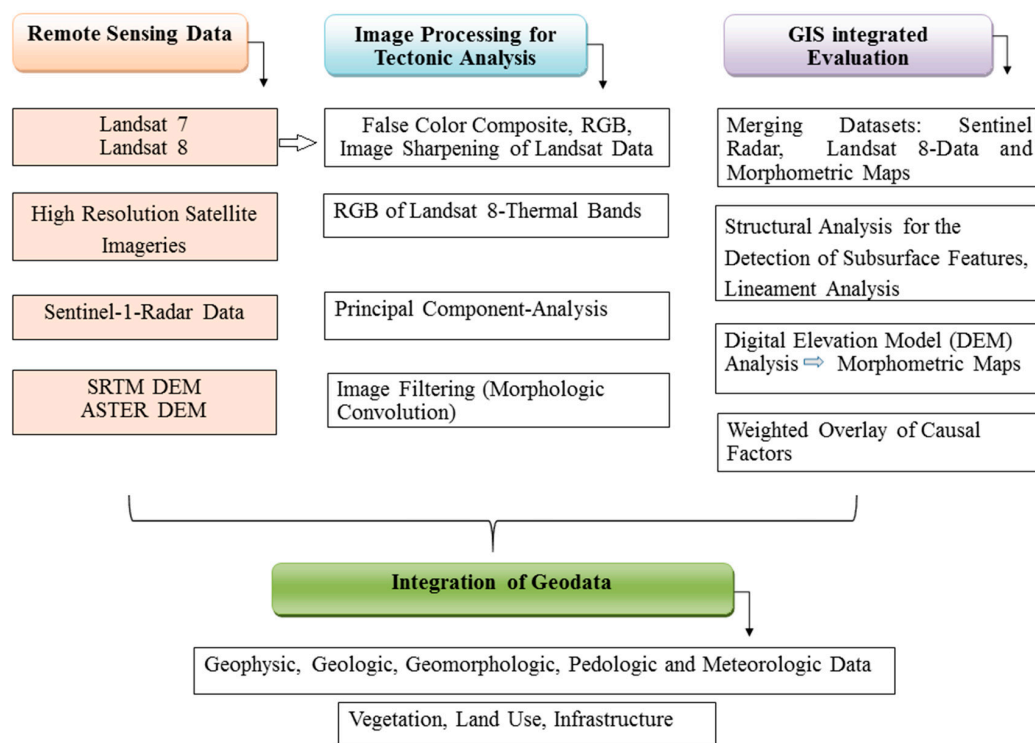 Remote Sensing Data
Landsat 7
Landsat 8
High Resolution Satellite
Imageries
Sentinel-1-Radar Data
SRTM DEM
ASTER DEM
Image Processing for
Tectonic Analysis
False Color Composite, RGB,
Image Sharpening of Landsat Data
RGB of Landsat 8-Thermal Bands
Principal Component-Analysis
Image Filtering (Morphologic
Convolution)
GIS integrated
Evaluation
Merging Datasets: Sentinel
Radar, Landsat 8-Data and
Morphometric Maps
Structural Analysis for the
Detection of Subsurface Features,
Lineament Analysis
Digital Elevation Model (DEM)
Analysis ⇨ Morphometric Maps
Weighted Overlay of Causal
Factors
Integration of Geodata
Geophysic, Geologic, Geomorphologic, Pedologic and Meteorologic Data
Vegetation, Land Use, Infrastructure